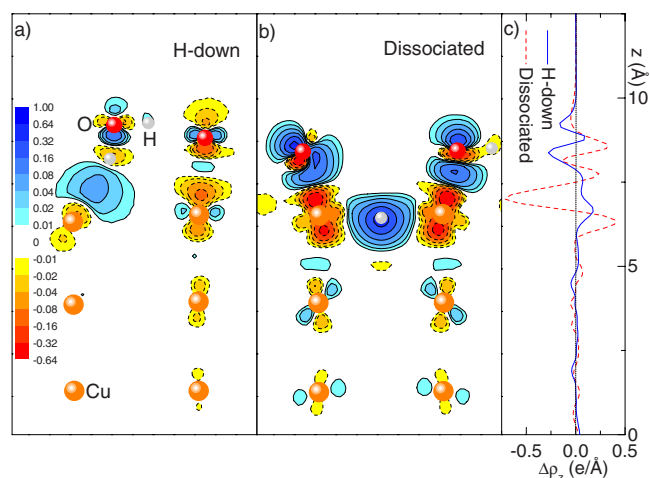 a)
H-down
O
H
1.00
0.64
0.32
0.16
0.08
0.04
0.02
0.01
0
-0.01
-0.02
-0.04
-0.08
-0.16
-0.32
-0.64
Cu
b)
Dissociated
c)
Dissociated
H-down
z (Å)
10
5
0
-0.5
0.0
0.5
Δρz (e/Å)